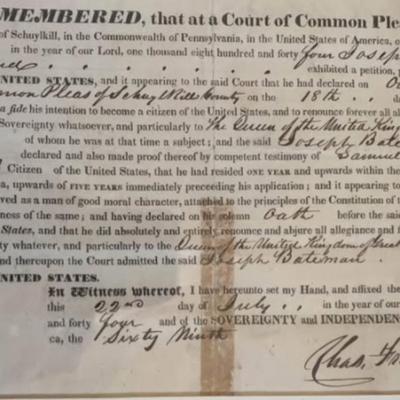 MEMBERED, that at a Court of Common Plea
of Schuylkill, in the Commonwealth of Pennsylvania, in the United States of America,
in the year of our Lord, one thousand eight hundred and forty four Joseph
exhibited a petition, p
UNITED STATES, and it appearing to the said Court that he had declared on O
mon Pleas of Schuylkill County on the 18th . . d
a fide his intention to become a citizen of the United States, and to renounce forever all a
Sovereignty whatsoever, and particularly to The Queen of the United King
of whom he was at that time a subject; and the said Joseph Bate
declared and also made proof thereof by competent testimony of Samuel
Citizen of the United States, that he had resided ONE YEAR and upwards within the
a, upwards of FIVE YEARS immediately preceeding his application; and it appearing to
ved as a man of good moral character, attached to the principles of the Constitution of th
ness of the same; and having declared on his solemn oath before the said
States, and that he did absolutely and entirely renounce and abjure all allegiance and f
ty whatever, and particularly to the Queen of the United Kingdom of Great
nd thereupon the Court admitted the said Joseph Bateman.
UNITED STATES.
In Witness whereof, I have hereunto set my Hand, and affixed the
this 22nd day of July . . in the year of our
and forty four and of the SOVEREIGNTY and INDEPENDENC
ca, the Sixty Ninth
Chas.